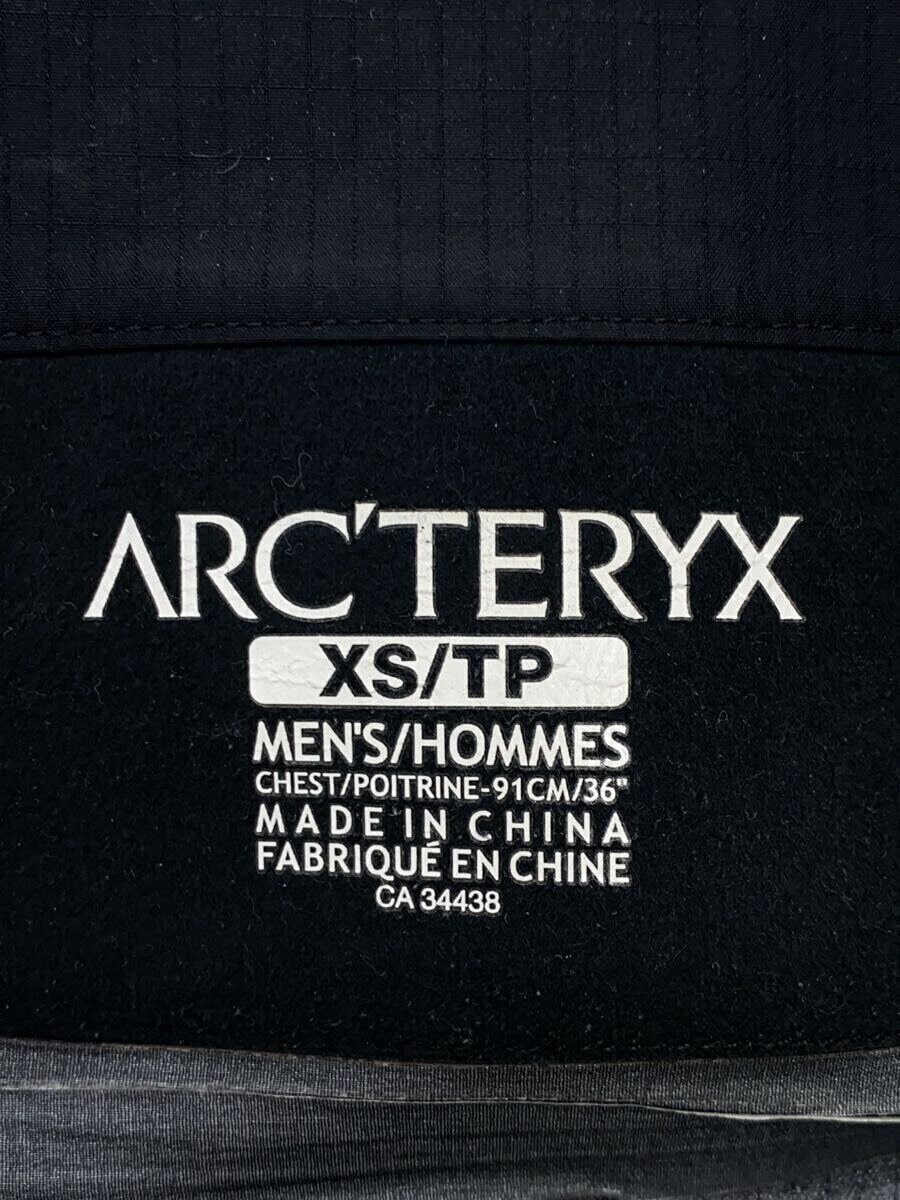 ARC'TERYX
XS/TP
MEN'S/HOMMES
CHEST/POITRINE-91CM/36"
MADE IN CHINA
FABRIQUÉ EN CHINE
CA 34438